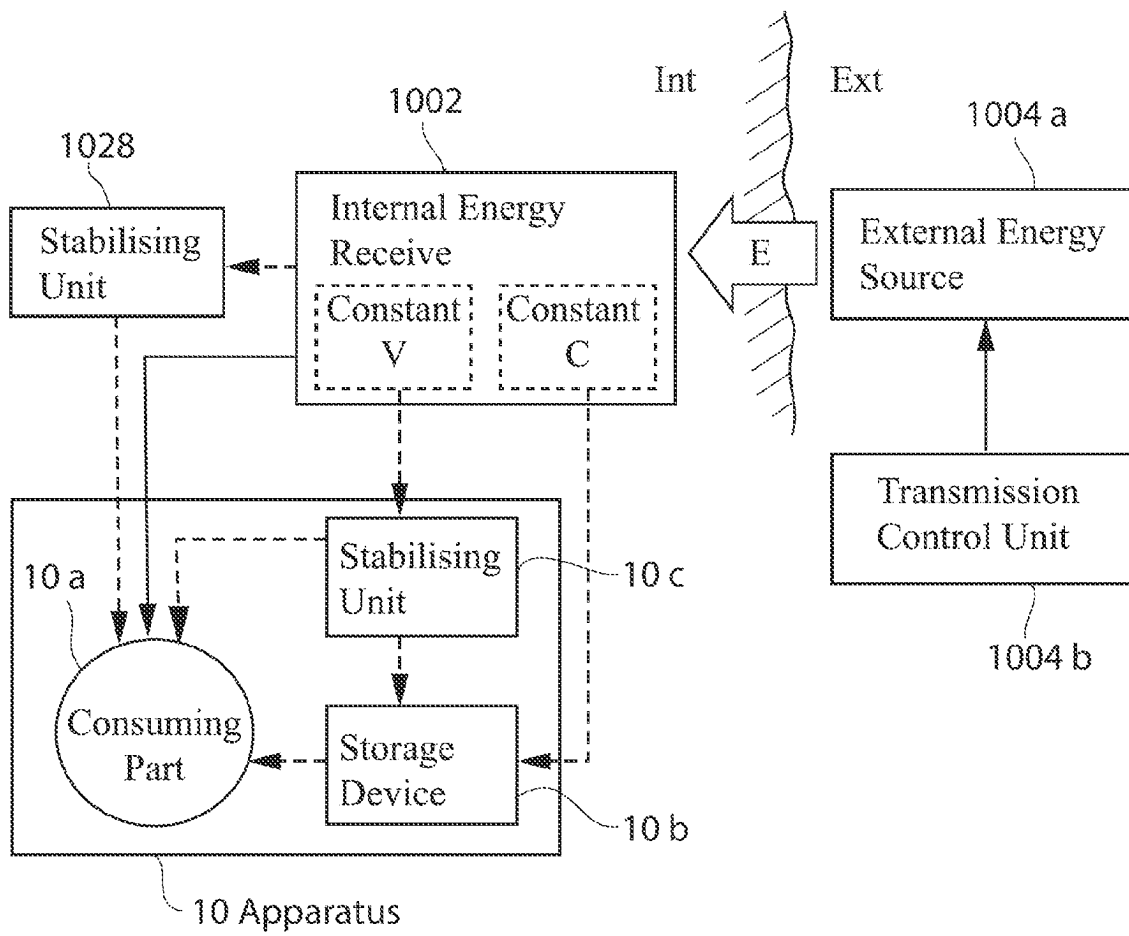 Int
Ext
1002
1004 a
1028
Stabilising
Unit
Internal Energy
Receive
E
External Energy
Source
Constant
V
Constant
C
Transmission
Control Unit
10 a
Stabilising
Unit
10 c
1004 b
Consuming
Part
Storage
Device
10 b
10 Apparatus